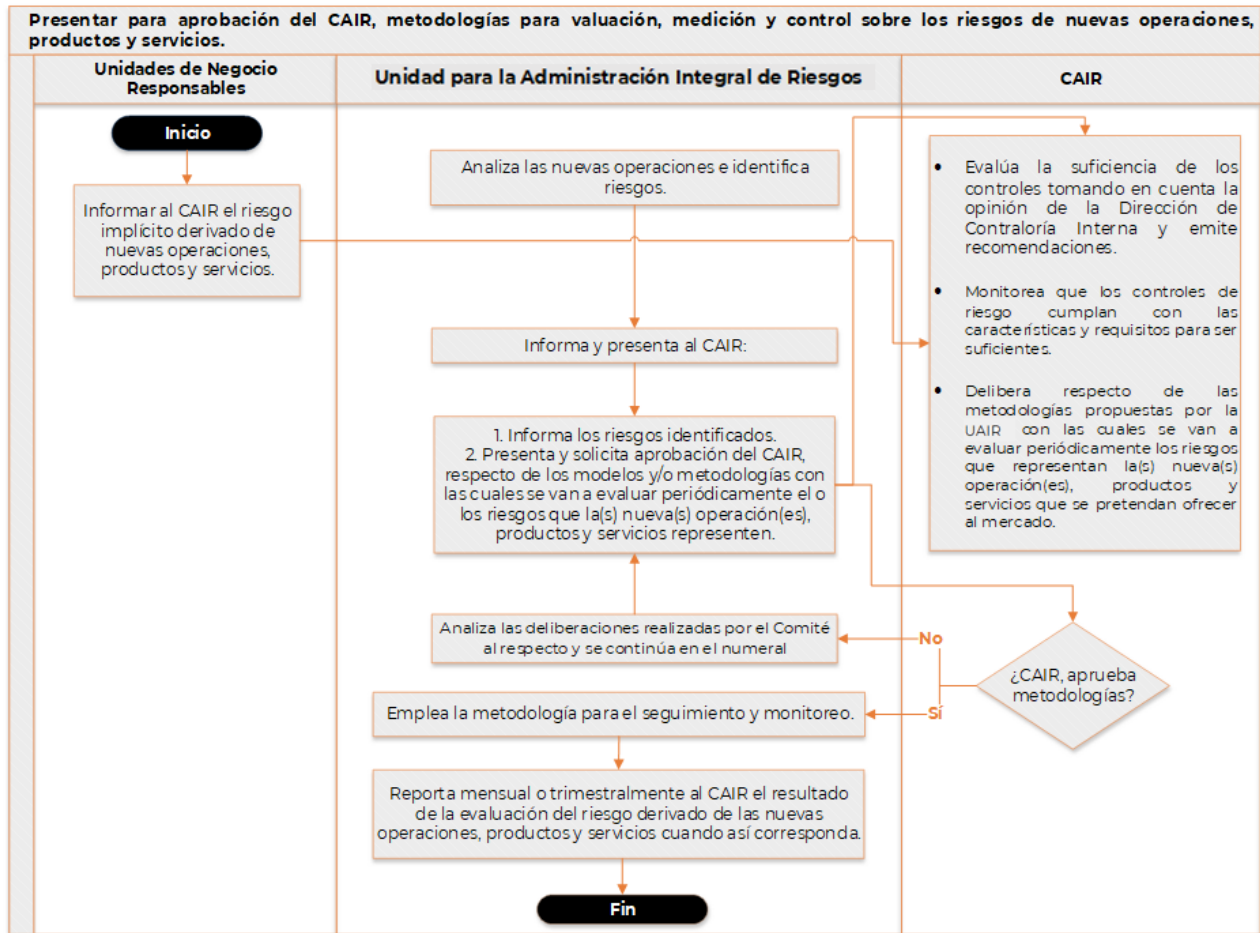 Presentar para aprobación del CAIR, metodologías para valuación, medición y control sobre los riesgos de nuevas operaciones,
productos y servicios.
Unidades de Negocio
Responsables
Unidad para la Administración Integral de Riesgos
CAIR
Inicio
Informar al CAIR el riesgo
implícito derivado de
nuevas operaciones,
productos y servicios.
Analiza las nuevas operaciones e identifica
riesgos.
Informa y presenta al CAIR:
1. Informa los riesgos identificados.
2. Presenta y solicita aprobación del CAIR,
respecto de los modelos y/o metodologías con
las cuales se van a evaluar periódicamente el o
los riesgos que la(s) nueva(s) operación(es),
productos y servicios representen.
• Evalúa la suficiencia de los
controles tomando en cuenta la
opinión de la Dirección de
Contraloría Interna y emite
recomendaciones.
• Monitorea que los controles de
riesgo cumplan con las
características y requisitos para ser
suficientes.
• Delibera respecto de las
metodologías propuestas por la
UAIR con las cuales se van a
evaluar periódicamente los riesgos
que representan la(s) nueva(s)
operación(es), productos y
servicios que se pretendan ofrecer
al mercado.
Analiza las deliberaciones realizadas por el Comité
al respecto y se continúa en el numeral
No
¿CAIR, aprueba
metodologías?
Sí
Emplea la metodología para el seguimiento y monitoreo.
Reporta mensual o trimestralmente al CAIR el resultado
de la evaluación del riesgo derivado de las nuevas
operaciones, productos y servicios cuando así corresponda.
Fin